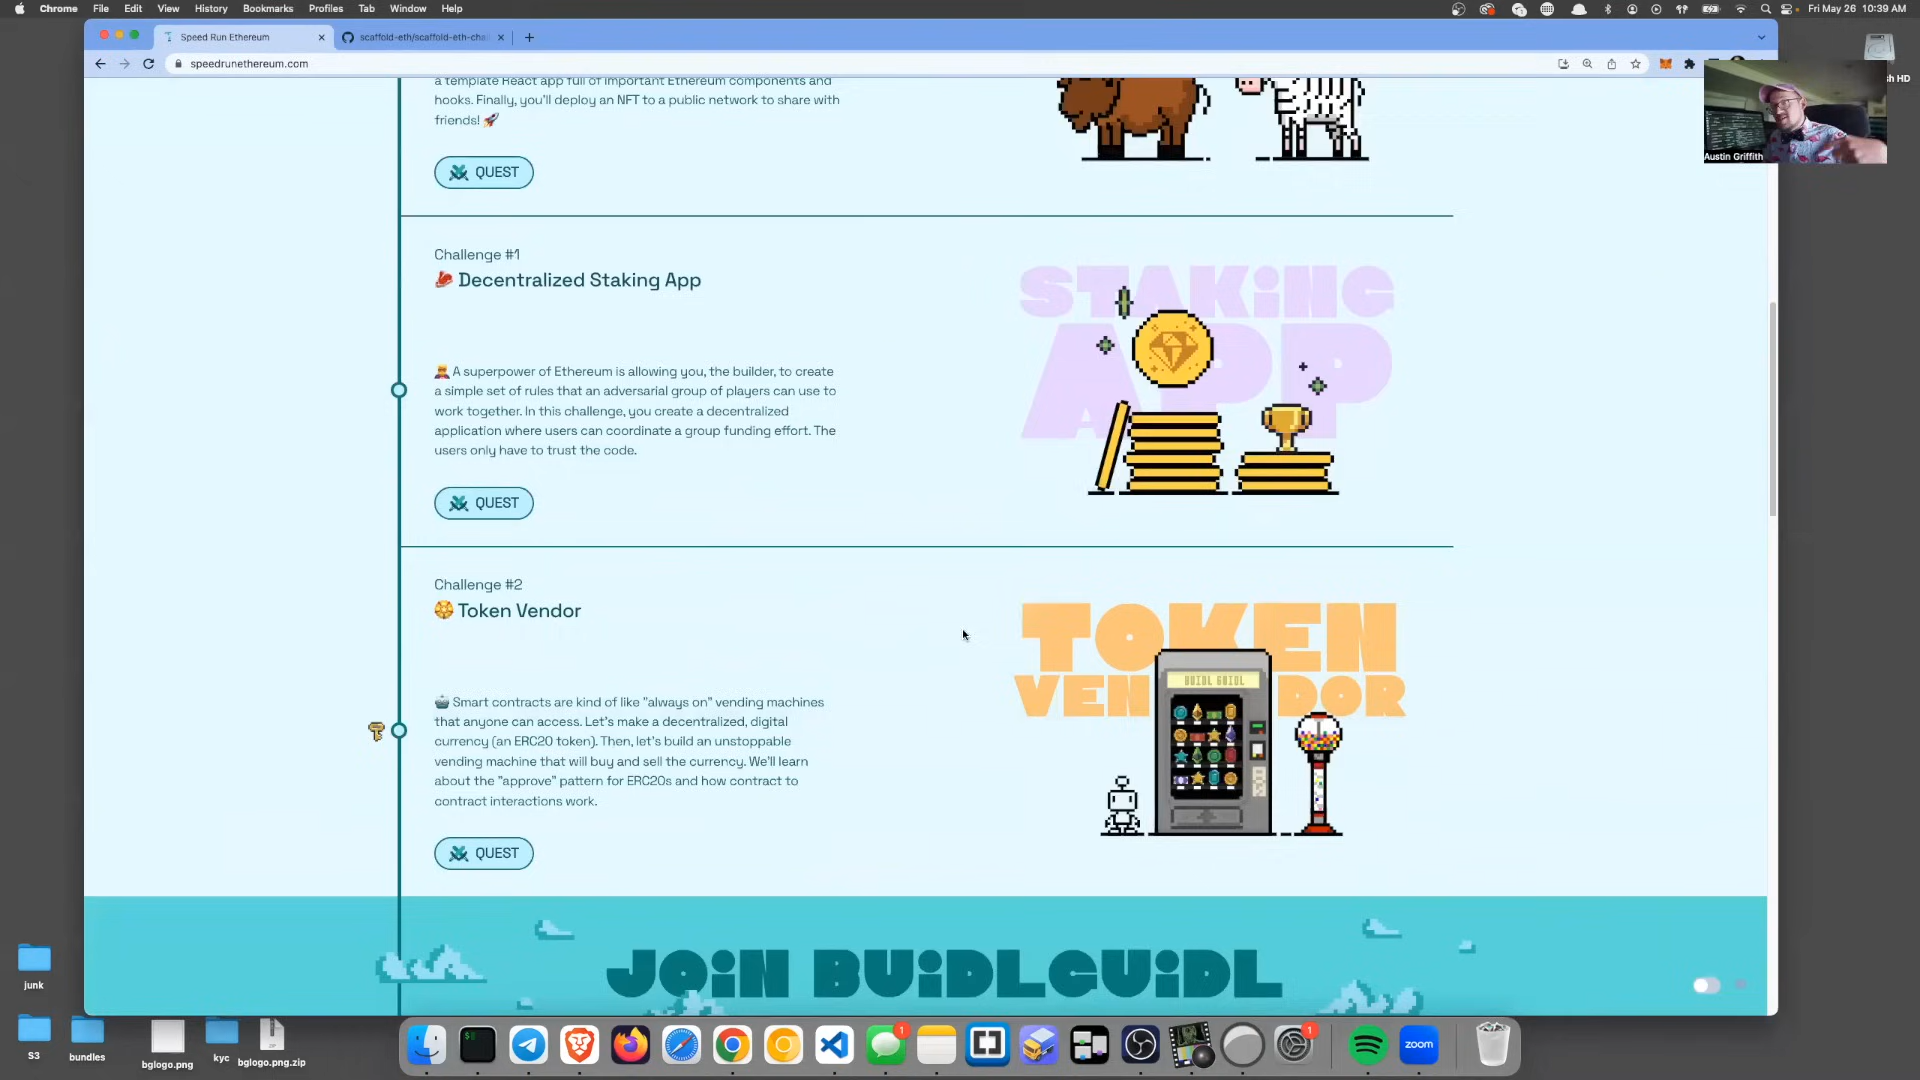 Chrome File Edit View History Bookmarks Profiles Tab Window Help
Fri May 26 10:39 AM
Speed Run Ethereum
scaffold-eth/scaffold-eth-chal
speedrunethereum.com
sh HD
Austin Griffith
a template React app full of important Ethereum components and
hooks. Finally, you'll deploy an NFT to a public network to share with
friends! 🚀
QUEST
Challenge #1
🥩 Decentralized Staking App
🦸 A superpower of Ethereum is allowing you, the builder, to create
a simple set of rules that an adversarial group of players can use to
work together. In this challenge, you create a decentralized
application where users can coordinate a group funding effort. The
users only have to trust the code.
QUEST
STAKING
APP
Challenge #2
🏵 Token Vendor
🤖 Smart contracts are kind of like "always on" vending machines
that anyone can access. Let's make a decentralized, digital
currency (an ERC20 token). Then, let's build an unstoppable
vending machine that will buy and sell the currency. We'll learn
about the "approve" pattern for ERC20s and how contract to
contract interactions work.
QUEST
TOKEN
VENDOR
BUIDL GUIDL
JOIN BUIDLGUIDL
junk
S3
bundles
bglogo.png
kyc
bglogo.png.zip
1
1
zoom